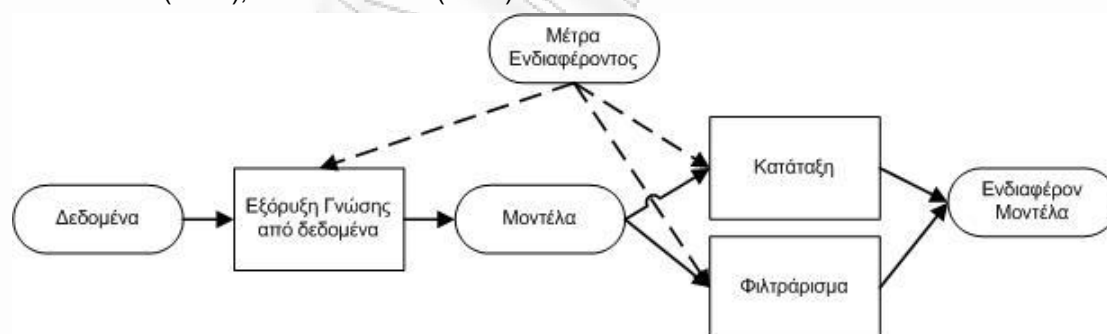 Μέτρα
Ενδιαφέροντος
Κατάταξη
Εξόρυξη Γνώσης
από δεδομένα
Δεδομένα
Μοντέλα
Ενδιαφέρον
Μοντέλα
Φιλτράρισμα